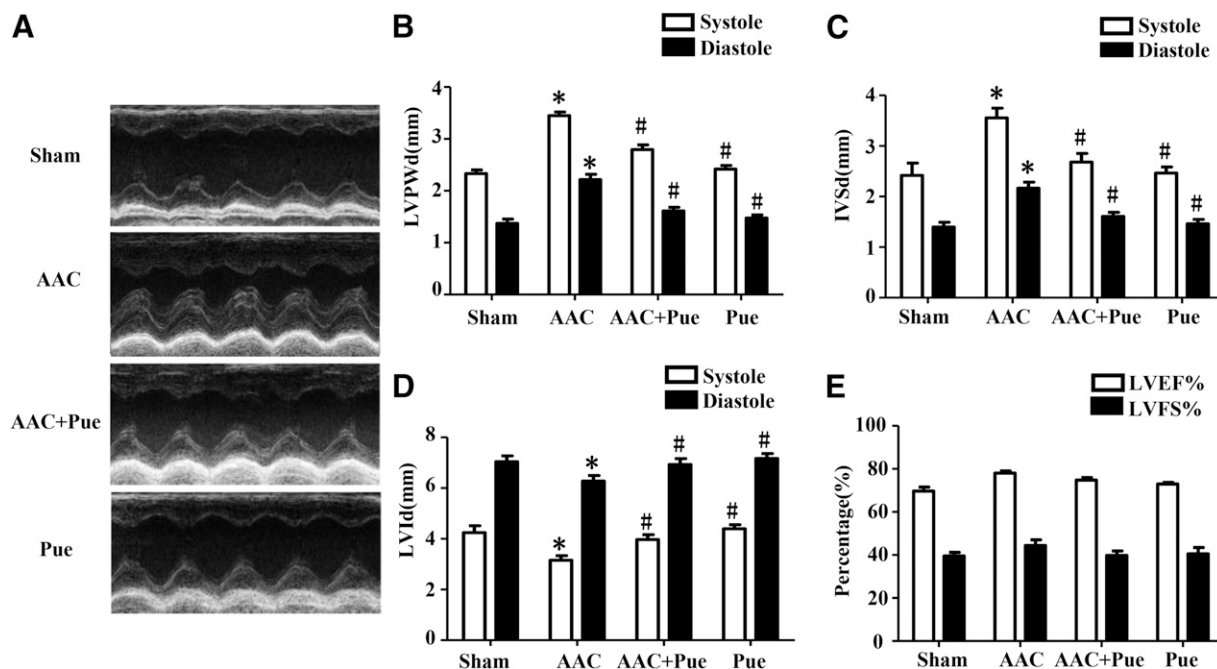 A
Sham
AAC
AAC+Pue
Pue
B
Systole
Diastole
LVPWd(mm)
4
3
2
1
0
*
*
#
#
#
#
Sham AAC AAC+Pue Pue
C
Systole
Diastole
IVSd(mm)
4
3
2
1
0
*
*
#
#
#
#
Sham AAC AAC+Pue Pue
D
Systole
Diastole
LVId(mm)
8
6
4
2
0
*
*
#
#
#
#
Sham AAC AAC+Pue Pue
E
LVEF%
LVFS%
Percentage(%)
100
80
60
40
20
0
Sham AAC AAC+Pue Pue